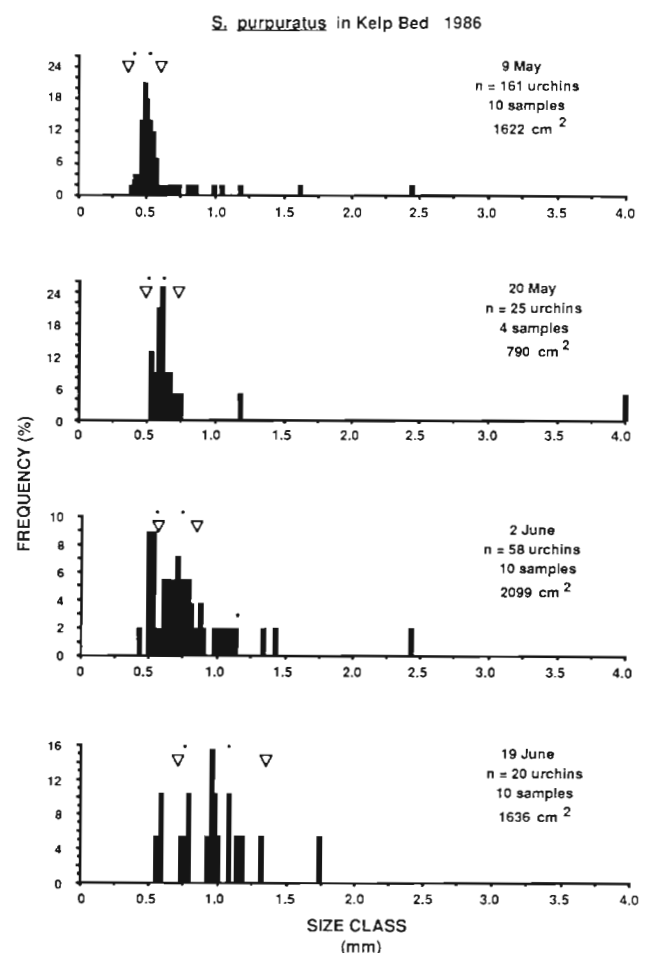 S. purpuratus in Kelp Bed 1986
24
18
12
6
0
9 May
n = 161 urchins
10 samples
1622 cm 2
0 0.5 1.0 1.5 2.0 2.5 3.0 3.5 4.0
24
18
12
6
0
20 May
n = 25 urchins
4 samples
790 cm 2
0 0.5 1.0 1.5 2.0 2.5 3.0 3.5 4.0
FREQUENCY (%)
10
8
6
4
2
0
2 June
n = 58 urchins
10 samples
2099 cm 2
0 0.5 1.0 1.5 2.0 2.5 3.0 3.5 4.0
16
12
8
4
0
19 June
n = 20 urchins
10 samples
1636 cm 2
0 0.5 1.0 1.5 2.0 2.5 3.0 3.5 4.0
SIZE CLASS
(mm)